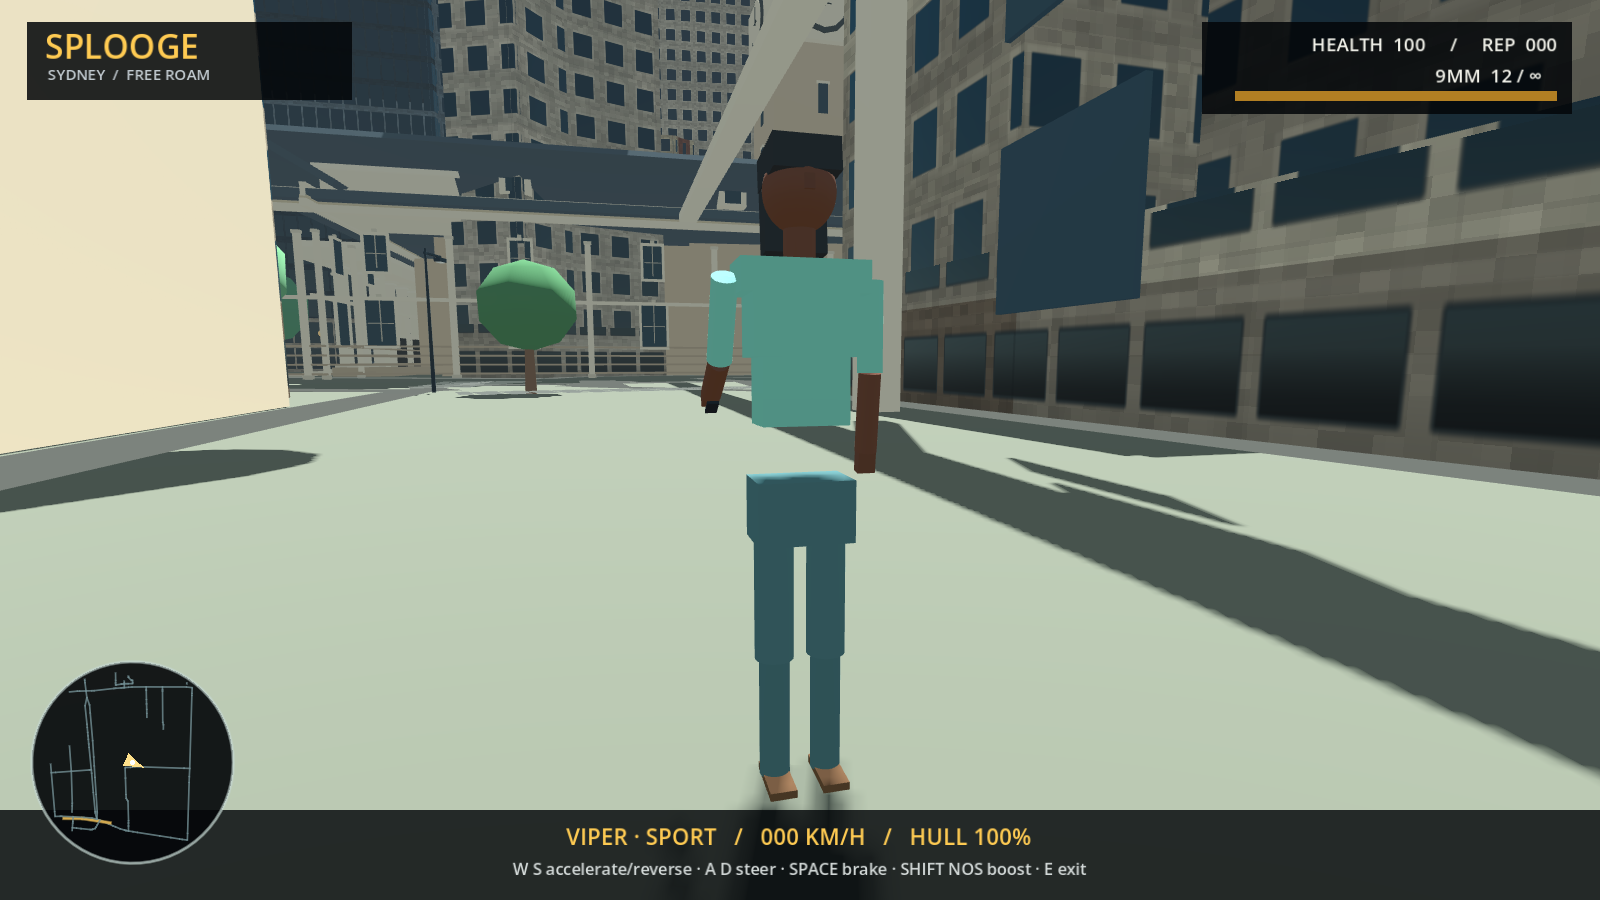 SPLOOGE
SYDNEY / FREE ROAM
HEALTH 100 / REP 000
9MM 12 / ∞
VIPER · SPORT / 000 KM/H / HULL 100%
W S accelerate/reverse · A D steer · SPACE brake · SHIFT NOS boost · E exit